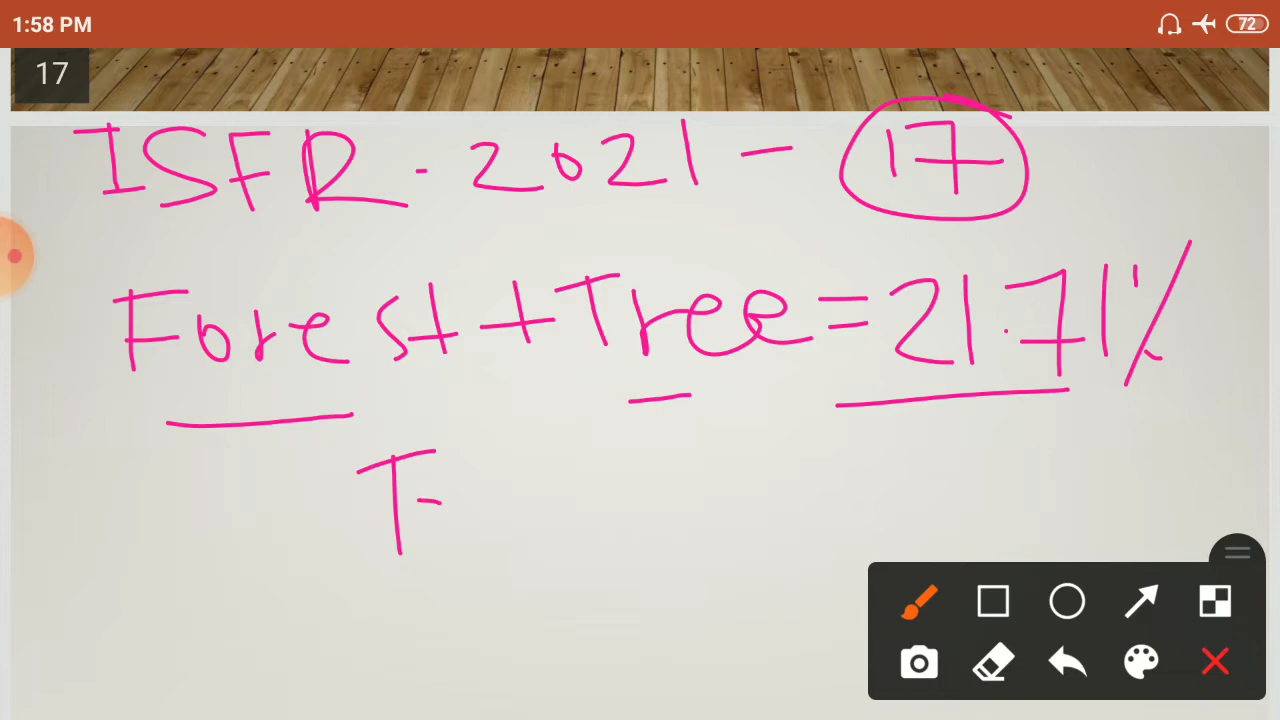 1:58 PM
72
17
ISFR - 2021 - 17
Forest + Tree = 21.71%
F